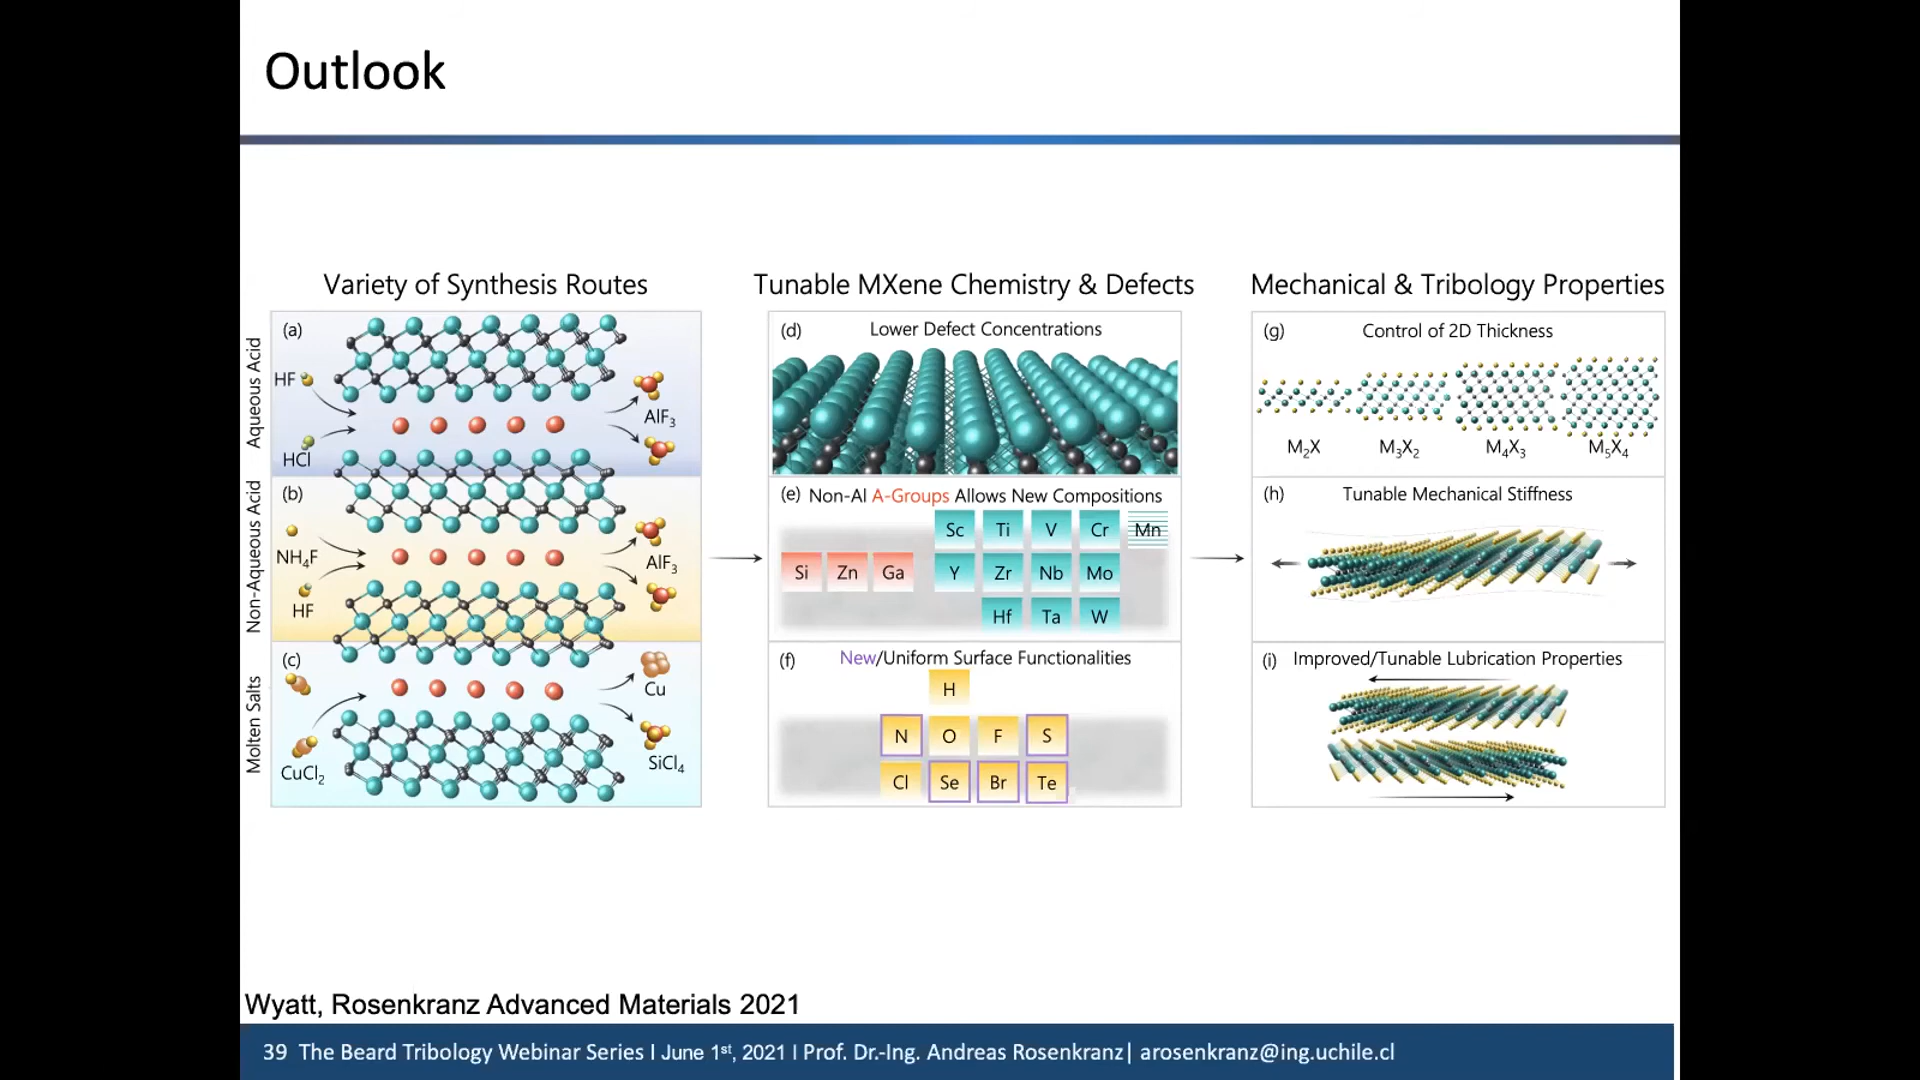 Outlook
Variety of Synthesis Routes
Aqueous Acid
(a)
HF
HCl
AlF3
Non-Aqueous Acid
(b)
NH4F
HF
AlF3
Molten Salts
(c)
CuCl2
Cu
SiCl4
Tunable MXene Chemistry & Defects
(d) Lower Defect Concentrations
(e) Non-Al A-Groups Allows New Compositions
Sc Ti V Cr Mn
Si Zn Ga Y Zr Nb Mo
Hf Ta W
(f) New/Uniform Surface Functionalities
H
N O F S
Cl Se Br Te
Mechanical & Tribology Properties
(g) Control of 2D Thickness
M2X M3X2 M4X3 M5X4
(h) Tunable Mechanical Stiffness
(i) Improved/Tunable Lubrication Properties
Wyatt, Rosenkranz Advanced Materials 2021
39 The Beard Tribology Webinar Series I June 1st, 2021 I Prof. Dr.-Ing. Andreas Rosenkranz| arosenkranz@ing.uchile.cl